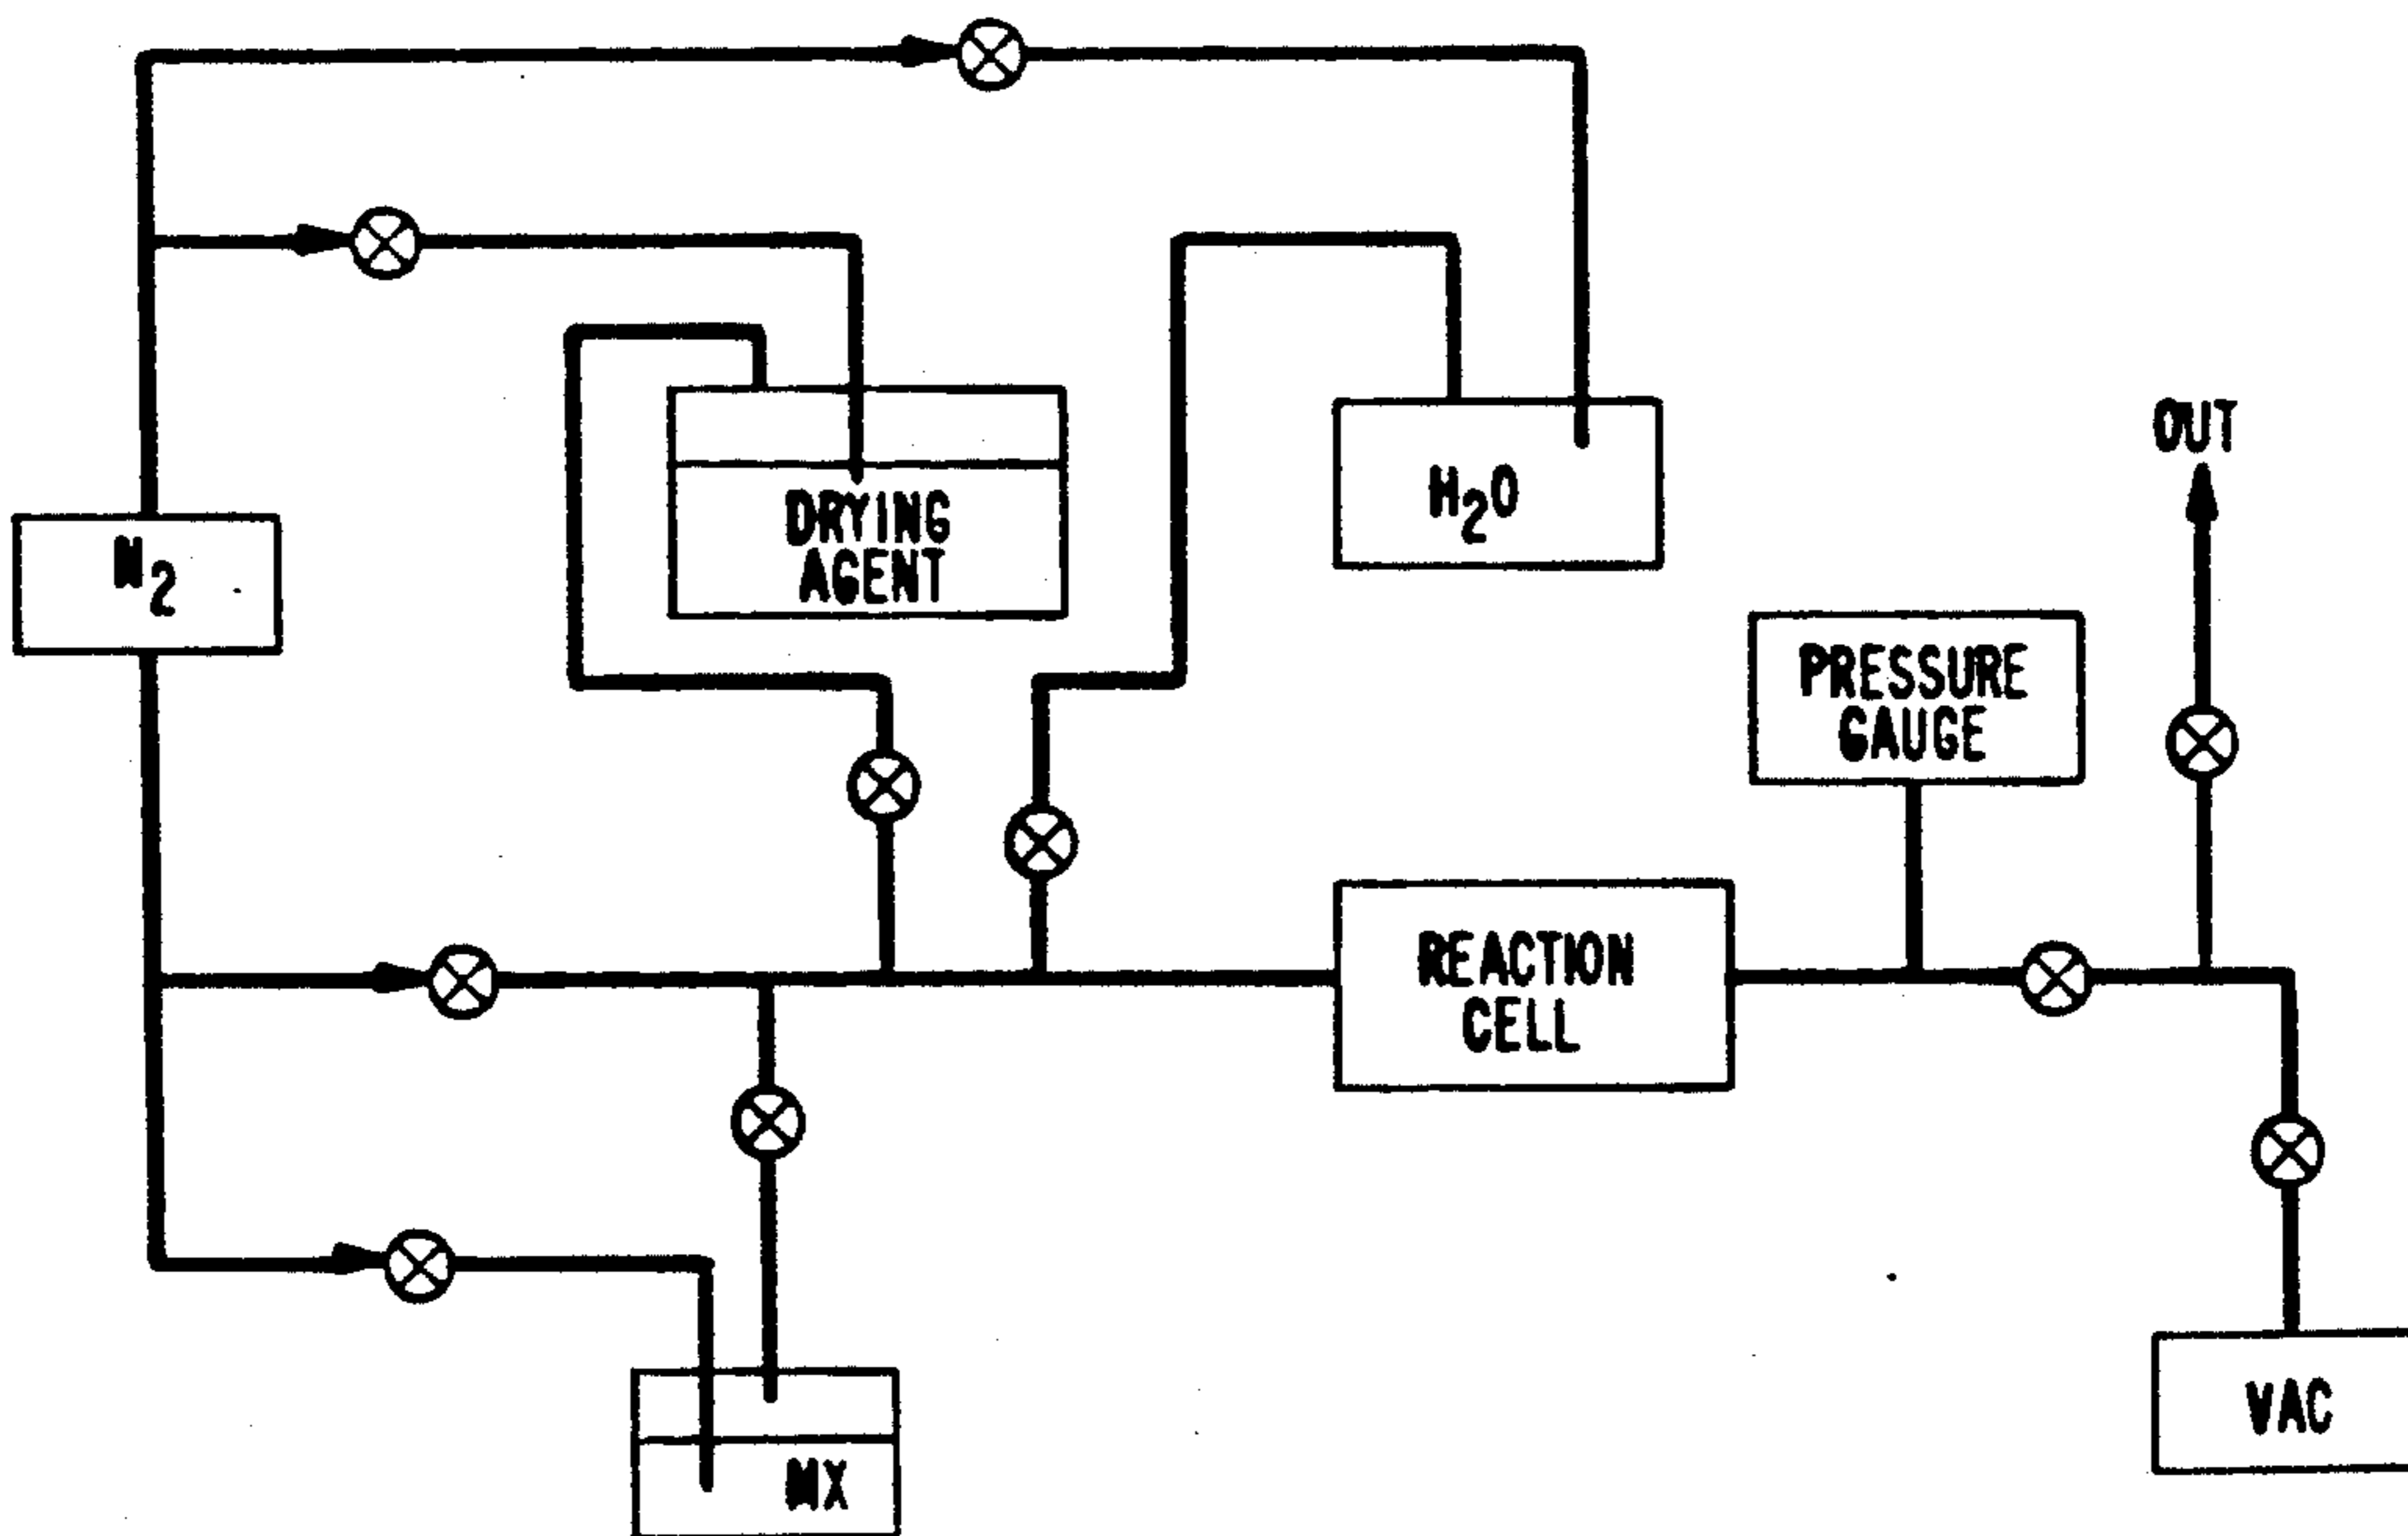 OUT
DRYING
AGENT
H₂O
N₂
PRESSURE
GAUGE
REACTION
CELL
MX
VAC